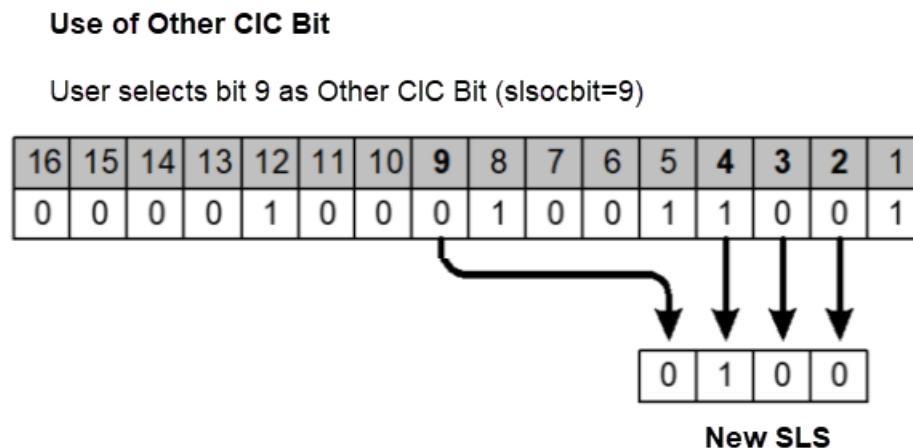 Use of Other CIC Bit
User selects bit 9 as Other CIC Bit (slsocbit=9)
16 15 14 13 12 11 10 9 8 7 6 5 4 3 2 1
0 0 0 0 1 0 0 0 1 0 0 1 1 0 0 1
0 1 0 0
New SLS